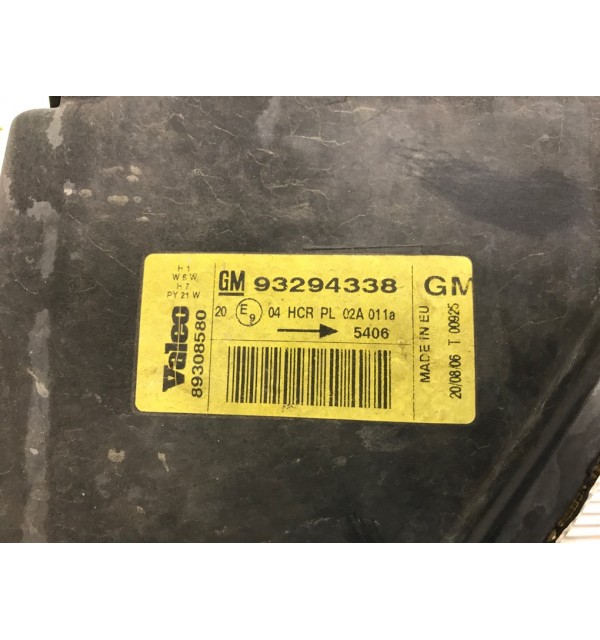 H 1
W 5 W
H 7
PY 21 W
Valeo
89308580
GM 93294338 GM
20 E9 04 HCR PL 02A 011a
5406
MADE IN EU
20/08/06 T 00925